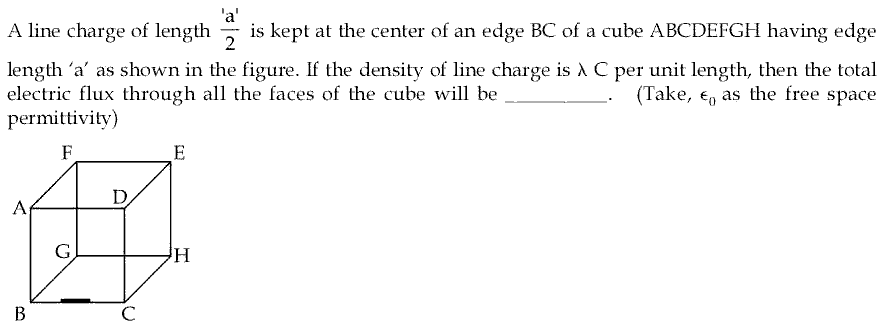 A line charge of length 'a'/2 is kept at the center of an edge BC of a cube ABCDEFGH having edge
length ‘a’ as shown in the figure. If the density of line charge is λ C per unit length, then the total
electric flux through all the faces of the cube will be __________. (Take, ϵ₀ as the free space
permittivity)
F E
A D
G H
B C